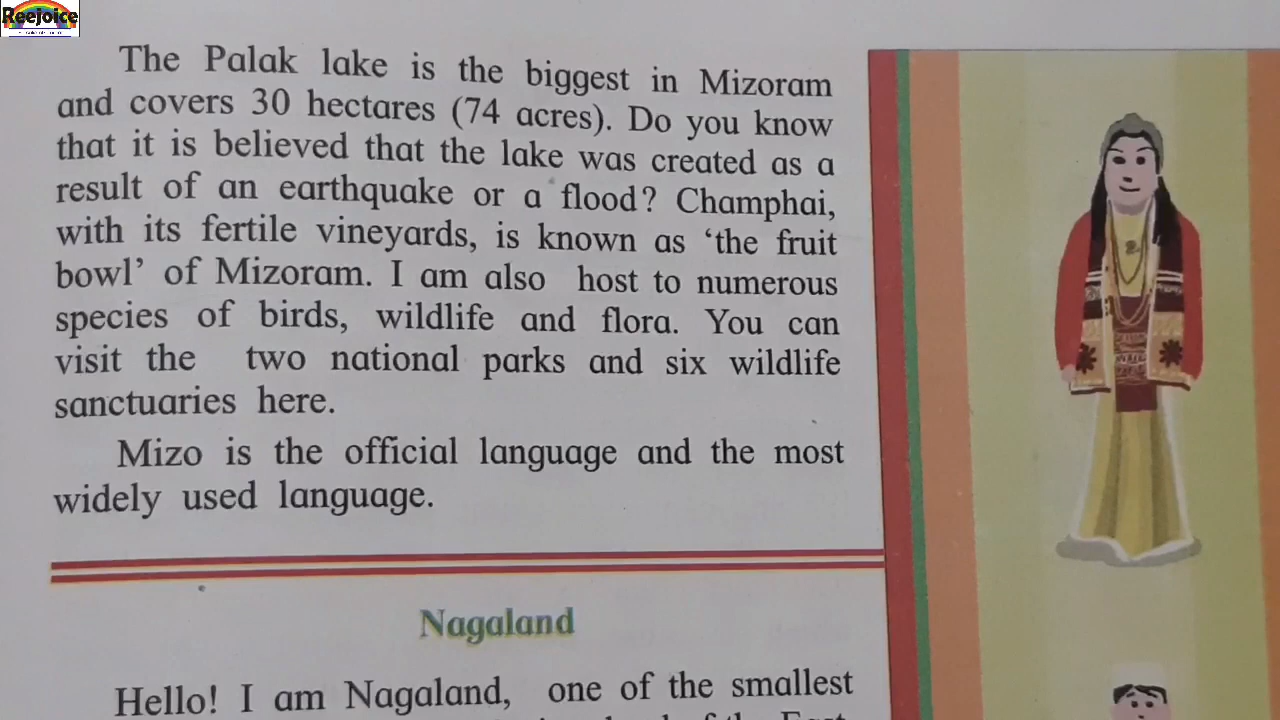 Reejoice
The Palak lake is the biggest in Mizoram
and covers 30 hectares (74 acres). Do you know
that it is believed that the lake was created as a
result of an earthquake or a flood? Champhai,
with its fertile vineyards, is known as ‘the fruit
bowl’ of Mizoram. I am also host to numerous
species of birds, wildlife and flora. You can
visit the two national parks and six wildlife
sanctuaries here.
Mizo is the official language and the most
widely used language.
Nagaland
Hello! I am Nagaland, one of the smallest